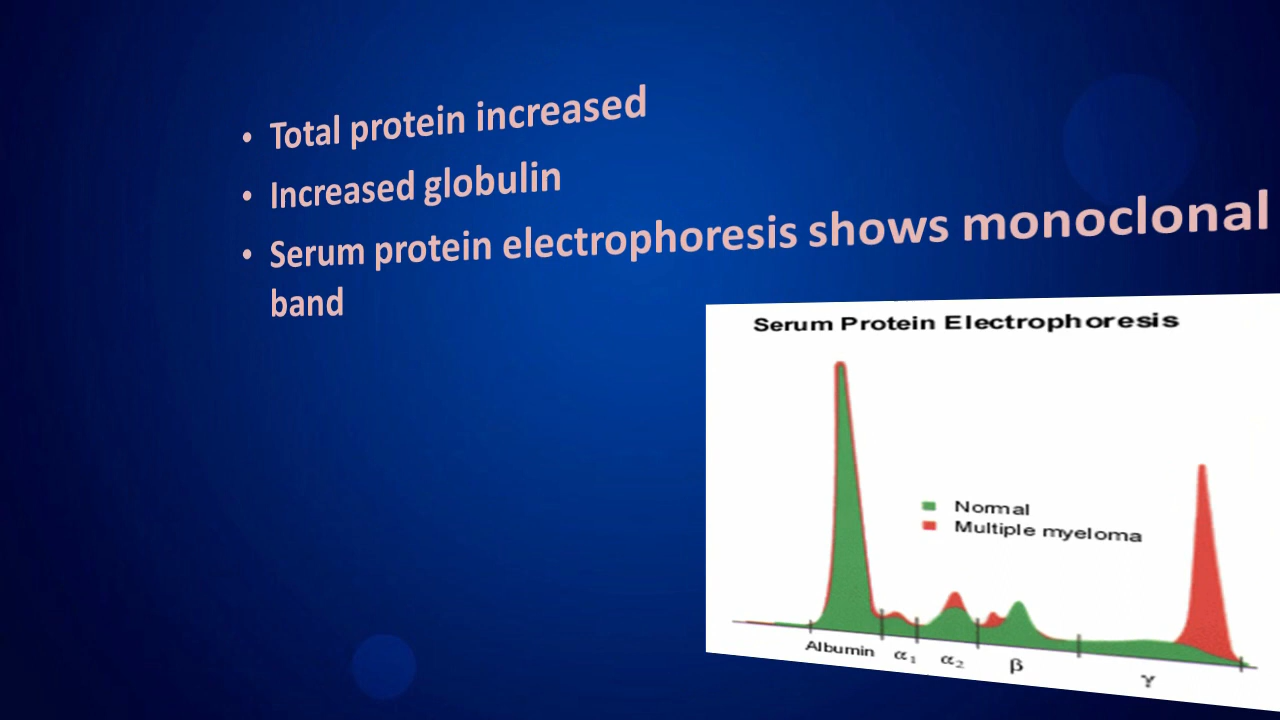 • Total protein increased
• Increased globulin
• Serum protein electrophoresis shows monoclonal
band
Serum Protein Electrophoresis
Normal
Multiple myeloma
Albumin α₁ α₂ β γ